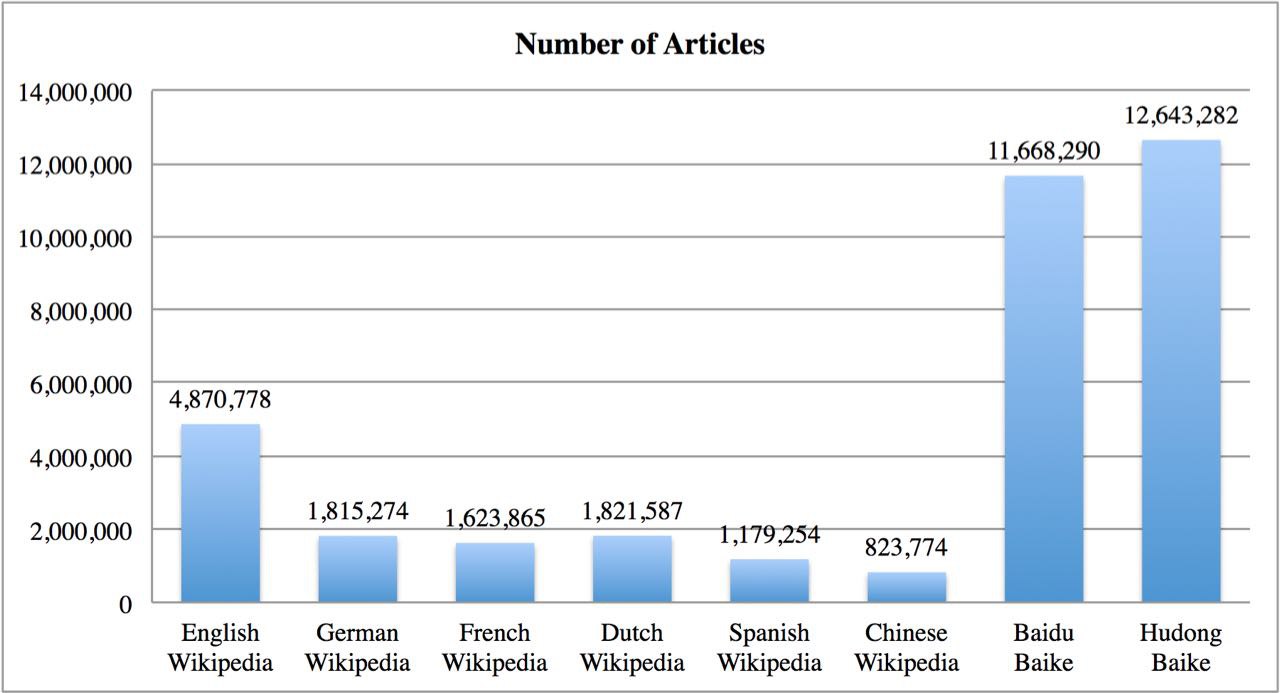 Number of Articles
14,000,000
12,000,000
10,000,000
8,000,000
6,000,000
4,000,000
2,000,000
0
4,870,778
1,815,274
1,623,865
1,821,587
1,179,254
823,774
11,668,290
12,643,282
English
Wikipedia
German
Wikipedia
French
Wikipedia
Dutch
Wikipedia
Spanish
Wikipedia
Chinese
Wikipedia
Baidu
Baike
Hudong
Baike